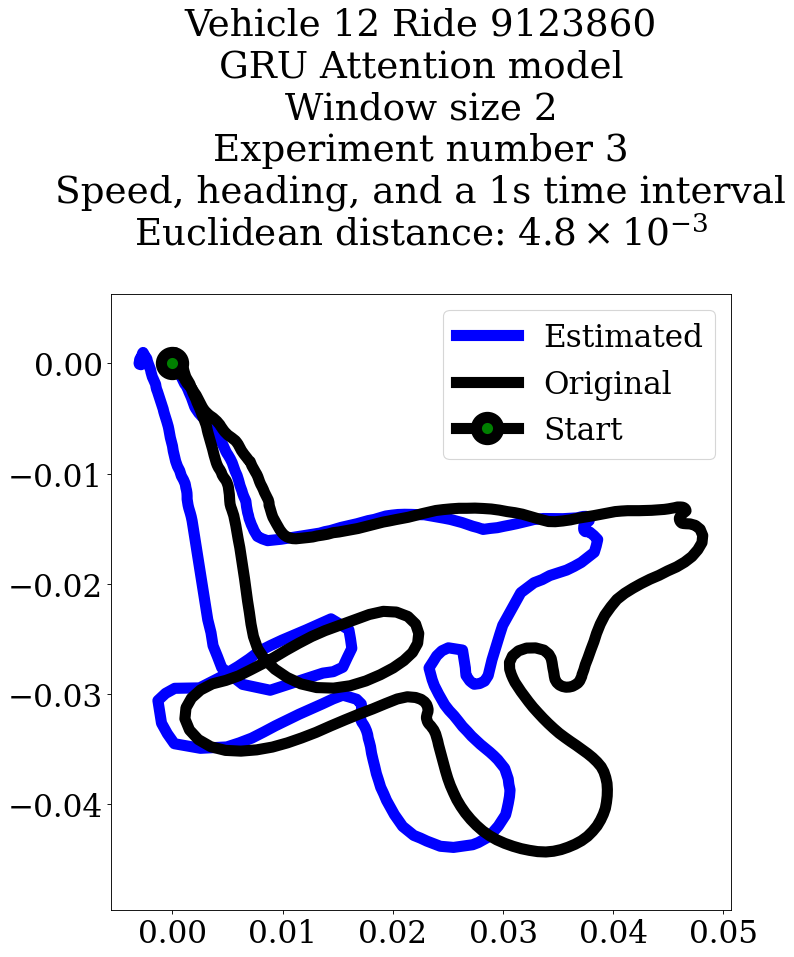 Vehicle 12 Ride 9123860
GRU Attention model
Window size 2
Experiment number 3
Speed, heading, and a 1s time interval
Euclidean distance: 4.8 × 10⁻³
Estimated
Original
Start
0.00
−0.01
−0.02
−0.03
−0.04
0.00 0.01 0.02 0.03 0.04 0.05